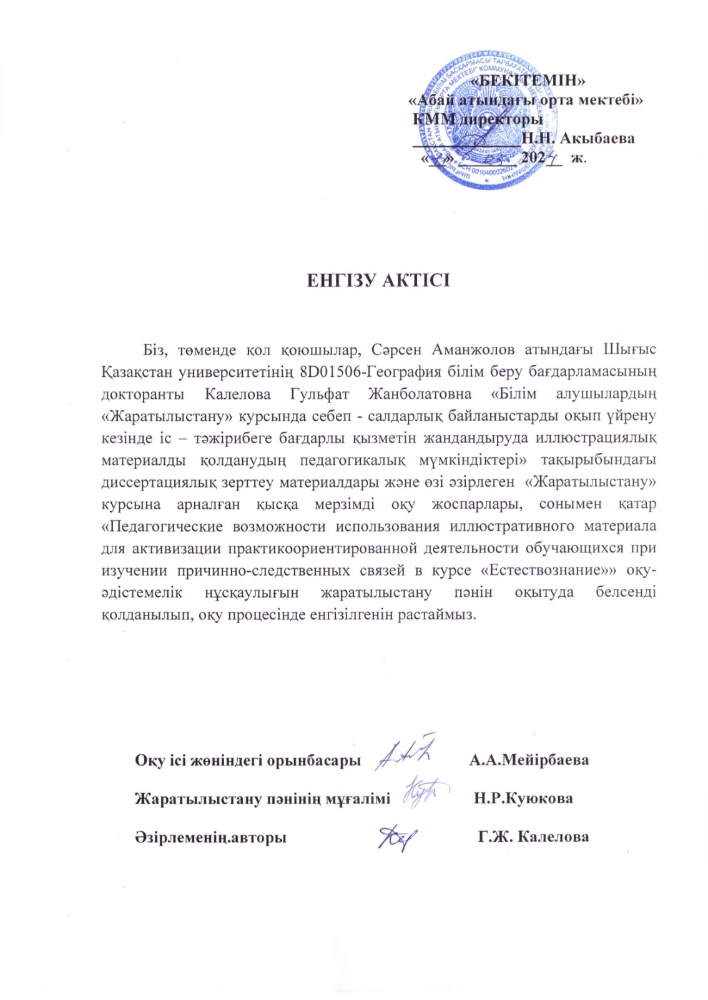 «БЕКІТЕМІН»
«Абай атындағы орта мектебі»
КММ директоры
Н.Н. Акыбаева
« » 03 2024 ж.
ЕНГІЗУ АКТІСІ
Біз, төменде қол қоюшылар, Сәрсен Аманжолов атындағы Шығыс
Қазақстан университетінің 8D01506-География білім беру бағдарламасының
докторанты Калелова Гульфат Жанболатовна «Білім алушылардың
«Жаратылыстану» курсында себеп - салдарлық байланыстарды оқып үйрену
кезінде іс – тәжірибеге бағдарлы қызметін жандандыруда иллюстрациялық
материалды қолданудың педагогикалық мүмкіндіктері» тақырыбындағы
диссертациялық зерттеу материалдары және өзі әзірлеген «Жаратылыстану»
курсына арналған қысқа мерзімді оқу жоспарлары, сонымен қатар
«Педагогические возможности использования иллюстративного материала
для активизации практикоориентированной деятельности обучающихся при
изучении причинно-следственных связей в курсе «Естествознание»» оқу-
әдістемелік нұсқаулығын жаратылыстану пәнін оқытуда белсенді
қолданылып, оқу процесінде енгізілгенін растаймыз.
Оқу ісі жөніндегі орынбасары А.А.Мейірбаева
Жаратылыстану пәнінің мұғалімі Н.Р.Куюкова
Әзірлеменің.авторы Г.Ж. Калелова